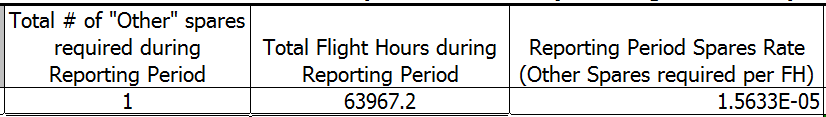 Total # of "Other" spares
required during
Reporting Period
Total Flight Hours during
Reporting Period
Reporting Period Spares Rate
(Other Spares required per FH)
1
63967.2
1.5633E-05